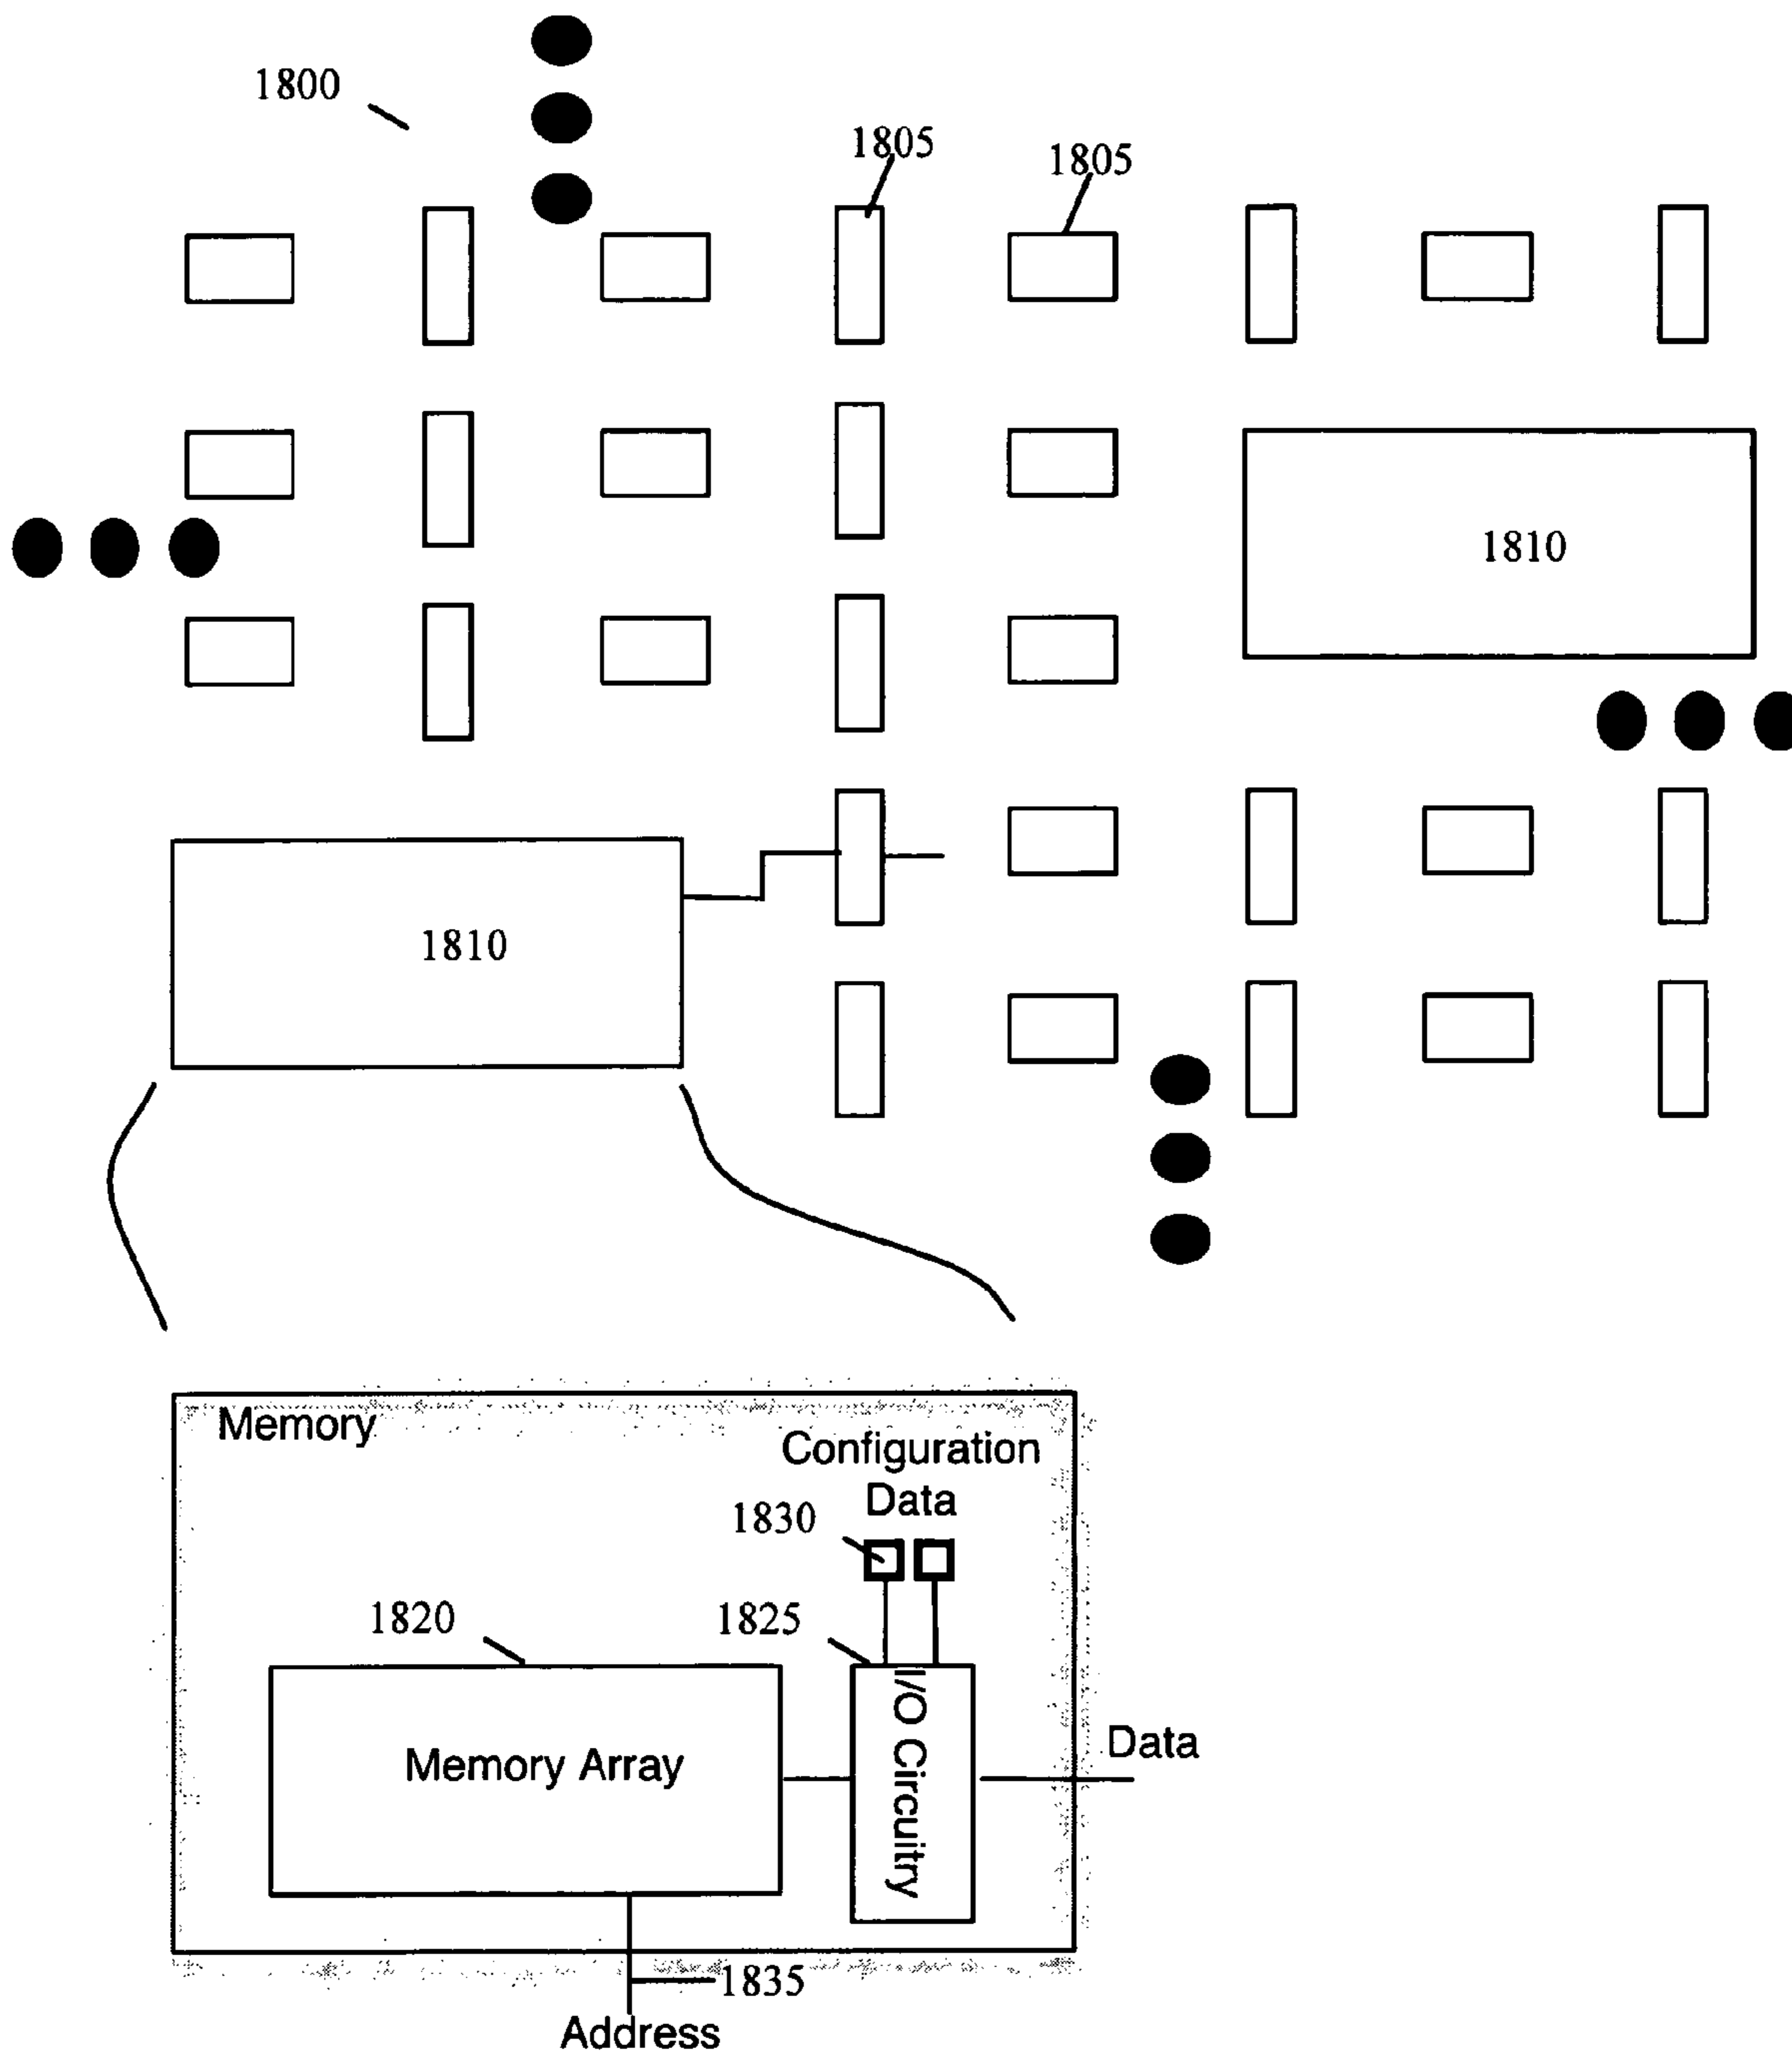 1800
1805
1805
1810
1810
Memory
Configuration
Data
1830
1820
1825
Memory Array
I/O Circuitry
Data
1835
Address